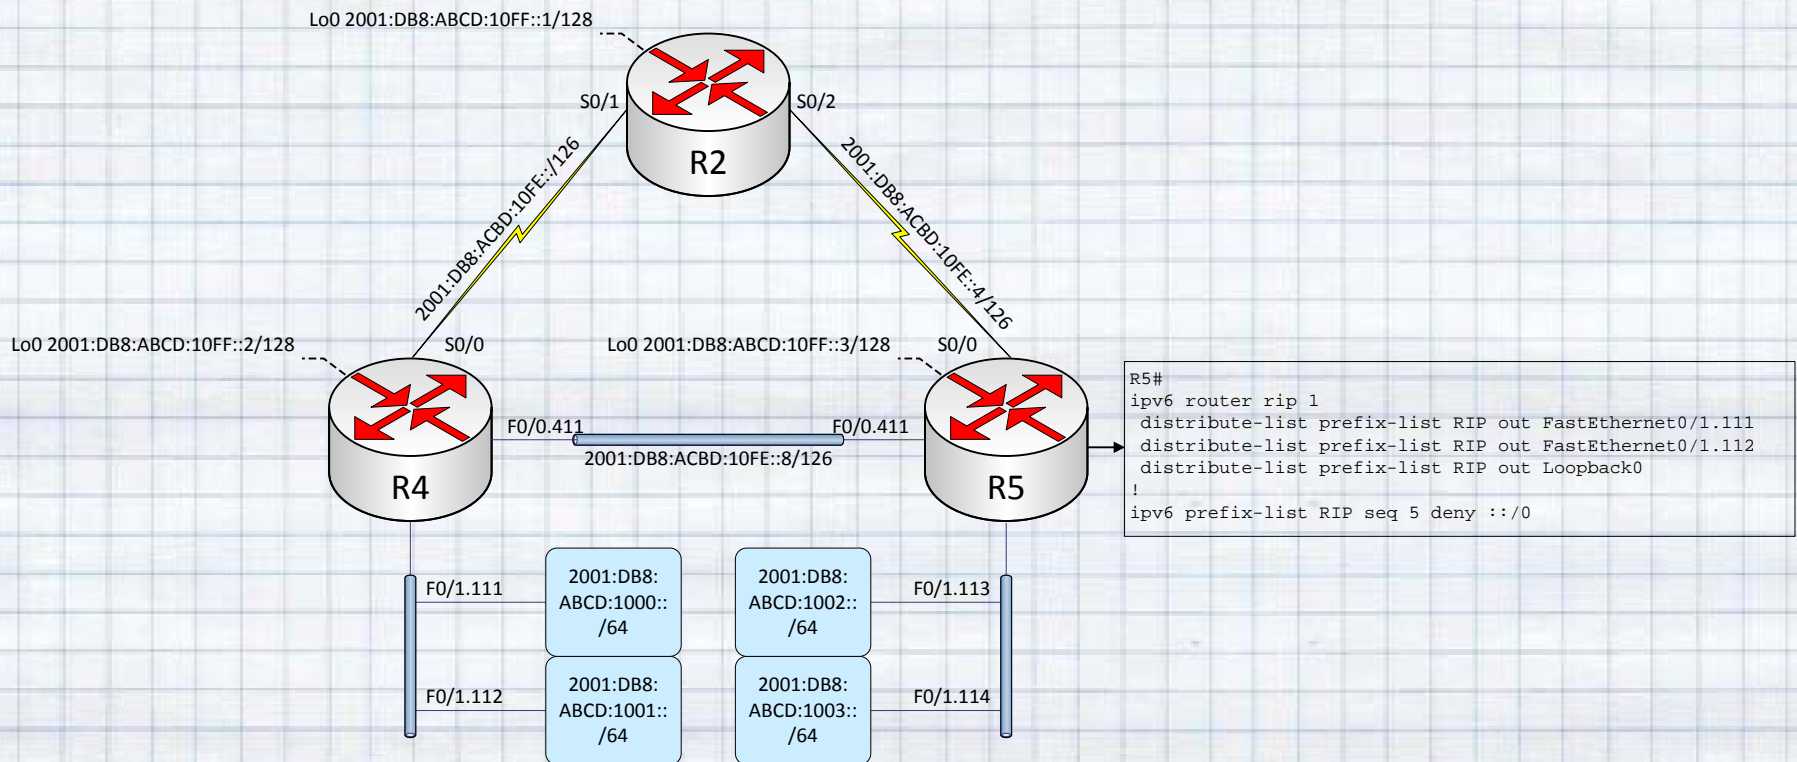 Lo0 2001:DB8:ABCD:10FF::1/128
S0/1
S0/2
R2
2001:DB8:ACBD:10FE::/126
2001:DB8:ACBD:10FE::4/126
Lo0 2001:DB8:ABCD:10FF::2/128
S0/0
Lo0 2001:DB8:ABCD:10FF::3/128
S0/0
F0/0.411
F0/0.411
2001:DB8:ACBD:10FE::8/126
R4
R5
R5#
ipv6 router rip 1
distribute-list prefix-list RIP out FastEthernet0/1.111
distribute-list prefix-list RIP out FastEthernet0/1.112
distribute-list prefix-list RIP out Loopback0
!
ipv6 prefix-list RIP seq 5 deny ::/0
F0/1.111
2001:DB8:
ABCD:1000::
/64
2001:DB8:
ABCD:1002::
/64
F0/1.113
F0/1.112
2001:DB8:
ABCD:1001::
/64
2001:DB8:
ABCD:1003::
/64
F0/1.114